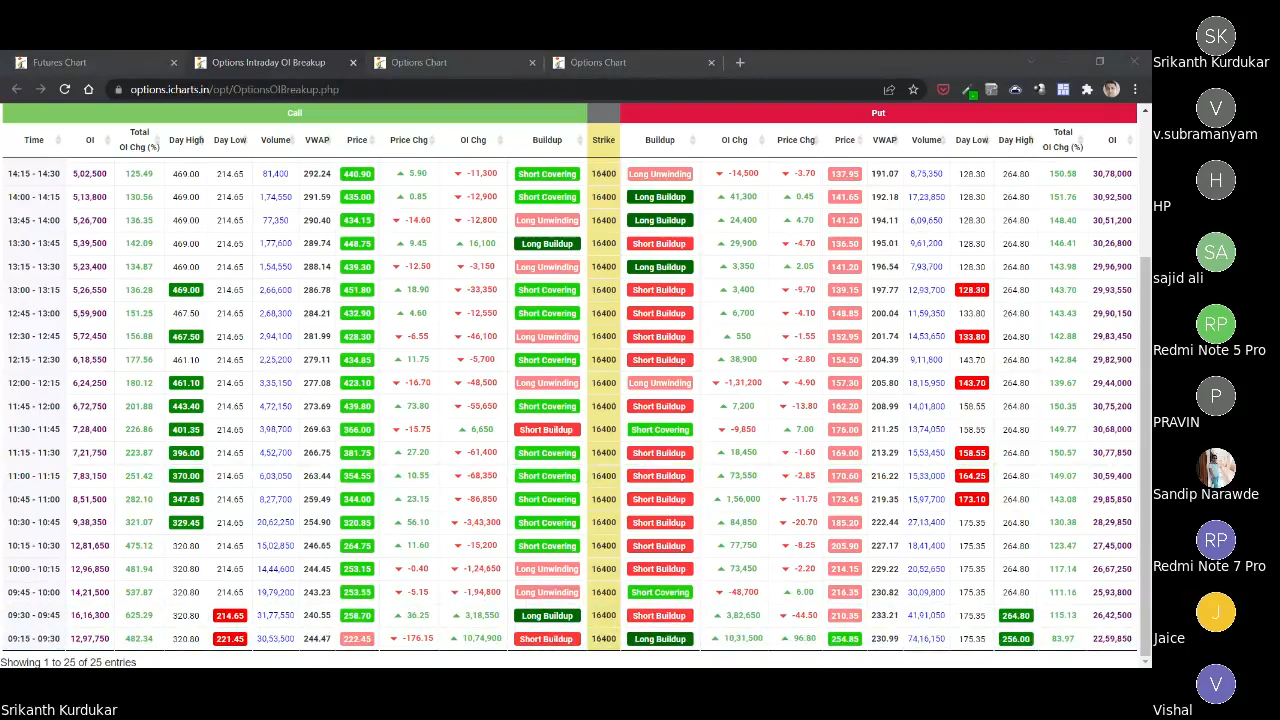 Futures Chart
Options Intraday OI Breakup
Options Chart
Options Chart
options.icharts.in/opt/OptionsOIBreakup.php
Call Put
Time OI Total OI Chg (%) Day High Day Low Volume VWAP Price Price Chg OI Chg Buildup Strike Buildup OI Chg Price Chg Price VWAP Volume Day Low Day High Total OI Chg (%) OI
14:15 - 14:30 5,02,500 125.49 469.00 214.65 81,400 292.24 440.90 5.90 -11,300 Short Covering 16400 Long Unwinding -14,500 -3.70 137.95 191.07 8,75,350 128.30 264.80 150.58 30,78,000
14:00 - 14:15 5,13,800 130.56 469.00 214.65 1,74,550 291.59 435.00 0.85 -12,900 Short Covering 16400 Long Buildup 41,300 0.45 141.65 192.18 17,23,850 128.30 264.80 151.76 30,92,500
13:45 - 14:00 5,26,700 136.35 469.00 214.65 77,350 290.40 434.15 -14.60 -12,800 Long Unwinding 16400 Long Buildup 24,400 4.70 141.20 194.11 6,09,650 128.30 264.80 148.40 30,51,200
13:30 - 13:45 5,39,500 142.09 469.00 214.65 1,77,600 289.74 448.75 9.45 16,100 Long Buildup 16400 Short Buildup 29,900 -4.70 136.50 195.01 9,61,200 128.30 264.80 146.41 30,26,800
13:15 - 13:30 5,23,400 134.87 469.00 214.65 1,54,550 288.14 439.30 -12.50 -3,150 Long Unwinding 16400 Long Buildup 3,350 2.05 141.20 196.54 7,93,700 128.30 264.80 143.98 29,96,900
13:00 - 13:15 5,26,550 136.28 469.00 214.65 2,66,600 286.78 451.80 18.90 -33,350 Short Covering 16400 Short Buildup 3,400 -9.70 139.15 197.77 12,93,700 128.30 264.80 143.70 29,93,550
12:45 - 13:00 5,59,900 151.25 467.50 214.65 2,68,300 284.21 432.90 4.60 -12,550 Short Covering 16400 Short Buildup 6,700 -4.10 148.85 200.04 11,59,350 133.80 264.80 143.43 29,90,150
12:30 - 12:45 5,72,450 156.88 467.50 214.65 2,94,100 281.99 428.30 -6.55 -46,100 Long Unwinding 16400 Short Buildup 550 -1.55 152.95 201.74 14,53,650 133.80 264.80 142.88 29,83,450
12:15 - 12:30 6,18,550 177.56 461.10 214.65 2,25,200 279.11 434.85 11.75 -5,700 Short Covering 16400 Short Buildup 38,900 -2.80 154.50 204.39 9,11,800 143.70 264.80 142.84 29,82,900
12:00 - 12:15 6,24,250 180.12 461.10 214.65 3,35,150 277.08 423.10 -16.70 -48,500 Long Unwinding 16400 Long Unwinding -1,31,200 -4.90 157.30 205.80 18,15,950 143.70 264.80 139.67 29,44,000
11:45 - 12:00 6,72,750 201.88 443.40 214.65 4,72,150 273.69 439.80 73.80 -55,650 Short Covering 16400 Short Buildup 7,200 -13.80 162.20 208.99 14,01,800 158.55 264.80 150.35 30,75,200
11:30 - 11:45 7,28,400 226.86 401.35 214.65 3,98,700 269.63 366.00 -15.75 6,650 Short Buildup 16400 Short Covering -9,850 7.00 176.00 211.25 13,74,050 158.55 264.80 149.77 30,68,000
11:15 - 11:30 7,21,750 223.87 396.00 214.65 4,52,700 266.75 381.75 27.20 -61,400 Short Covering 16400 Short Buildup 18,450 -1.60 169.00 213.29 15,53,450 158.55 264.80 150.57 30,77,850
11:00 - 11:15 7,83,150 251.42 370.00 214.65 6,03,050 263.44 354.55 10.55 -68,350 Short Covering 16400 Short Buildup 73,550 -2.85 170.60 216.22 15,33,000 164.25 264.80 149.07 30,59,400
10:45 - 11:00 8,51,500 282.10 347.85 214.65 8,27,700 259.49 344.00 23.15 -86,850 Short Covering 16400 Short Buildup 1,56,000 -11.75 173.45 219.35 15,97,700 173.10 264.80 143.08 29,85,850
10:30 - 10:45 9,38,350 321.07 329.45 214.65 20,62,250 254.90 320.85 56.10 -3,43,300 Short Covering 16400 Short Buildup 84,850 -20.70 185.20 222.44 27,13,400 175.35 264.80 130.38 28,29,850
10:15 - 10:30 12,81,650 475.12 320.80 214.65 15,02,850 246.65 264.75 11.60 -15,200 Short Covering 16400 Short Buildup 77,750 -8.25 205.90 227.17 18,41,400 175.35 264.80 123.47 27,45,000
10:00 - 10:15 12,96,850 481.94 320.80 214.65 14,44,600 244.45 253.15 -0.40 -1,24,650 Long Unwinding 16400 Short Buildup 73,450 -2.20 214.15 229.22 20,52,650 175.35 264.80 117.14 26,67,250
09:45 - 10:00 14,21,500 537.87 320.80 214.65 19,79,200 243.23 253.55 -5.15 -1,94,800 Long Unwinding 16400 Short Covering -48,700 6.00 216.35 230.82 30,09,800 175.35 264.80 111.16 25,93,800
09:30 - 09:45 16,16,300 625.29 320.80 214.65 31,77,550 240.55 258.70 36.25 3,18,550 Long Buildup 16400 Short Buildup 3,82,650 -44.50 210.35 233.21 41,91,050 175.35 264.80 115.13 26,42,500
09:15 - 09:30 12,97,750 482.34 320.80 221.45 30,53,500 244.47 222.45 -176.15 10,74,900 Short Buildup 16400 Long Buildup 10,31,500 96.80 254.85 230.99 74,16,150 175.35 256.00 83.97 22,59,850
Showing 1 to 25 of 25 entries
Srikanth Kurdukar
SK
Srikanth Kurdukar
V
v.subramanyam
H
HP
SA
sajid ali
RP
Redmi Note 5 Pro
P
PRAVIN
Sandip Narawde
RP
Redmi Note 7 Pro
J
Jaice
V
Vishal